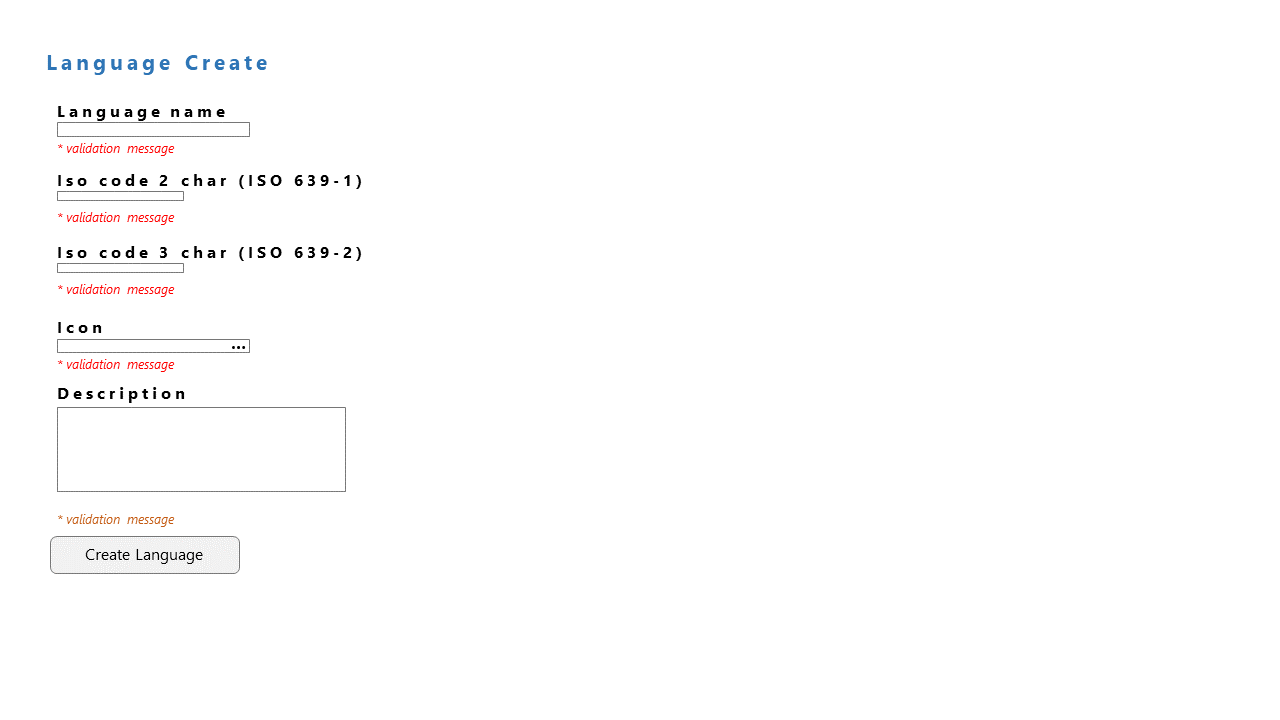 Language Create
Language name
* validation message
Iso code 2 char (ISO 639-1)
* validation message
Iso code 3 char (ISO 639-2)
* validation message
Icon
...
* validation message
Description
* validation message
Create Language